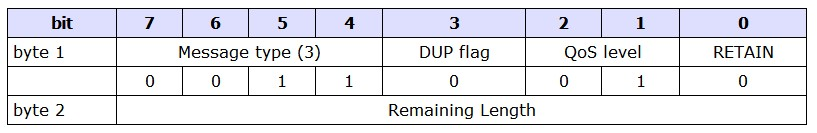 bit 7 6 5 4 3 2 1 0
byte 1 Message type (3) DUP flag QoS level RETAIN
0 0 1 1 0 0 1 0
byte 2 Remaining Length